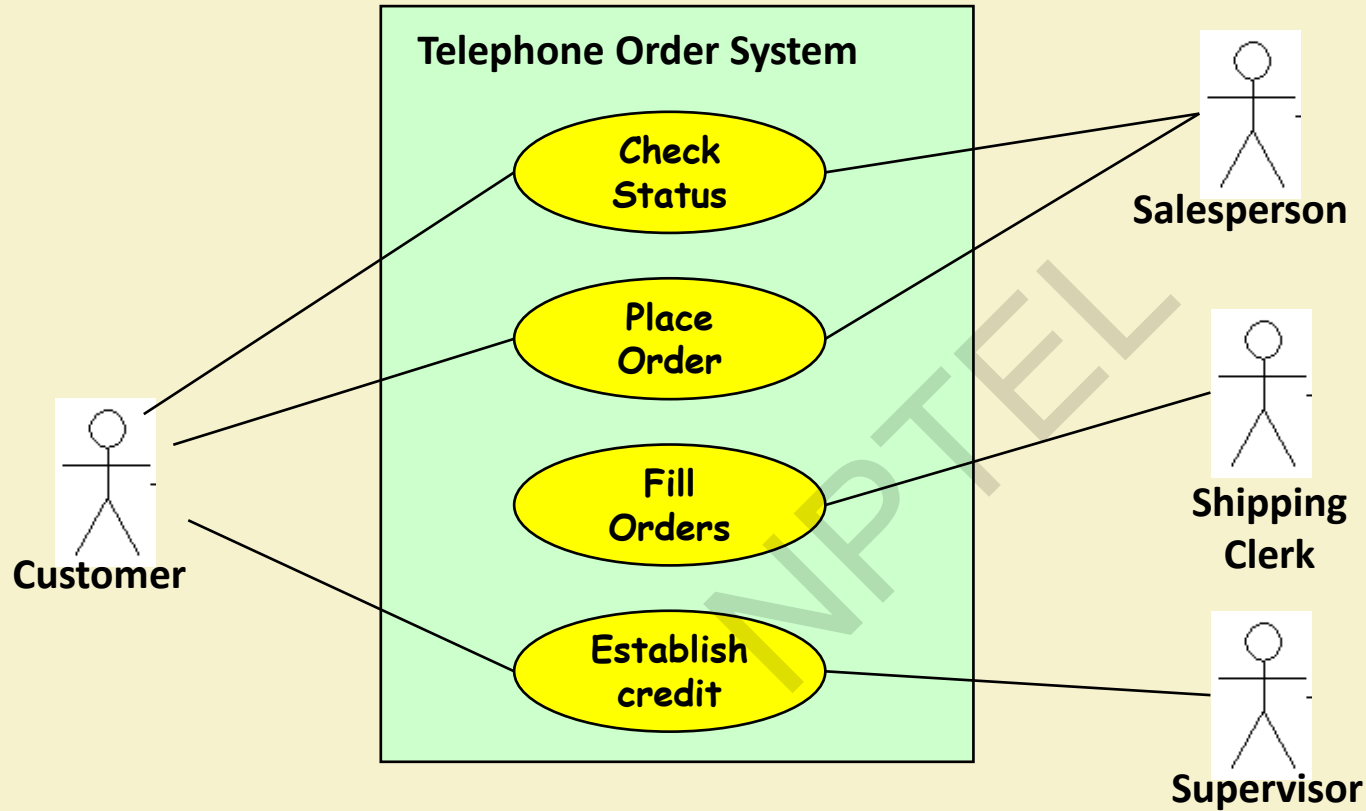 Telephone Order System
Check
Status
Salesperson
Place
Order
Fill
Orders
Shipping
Clerk
Customer
Establish
credit
Supervisor
NPTEL